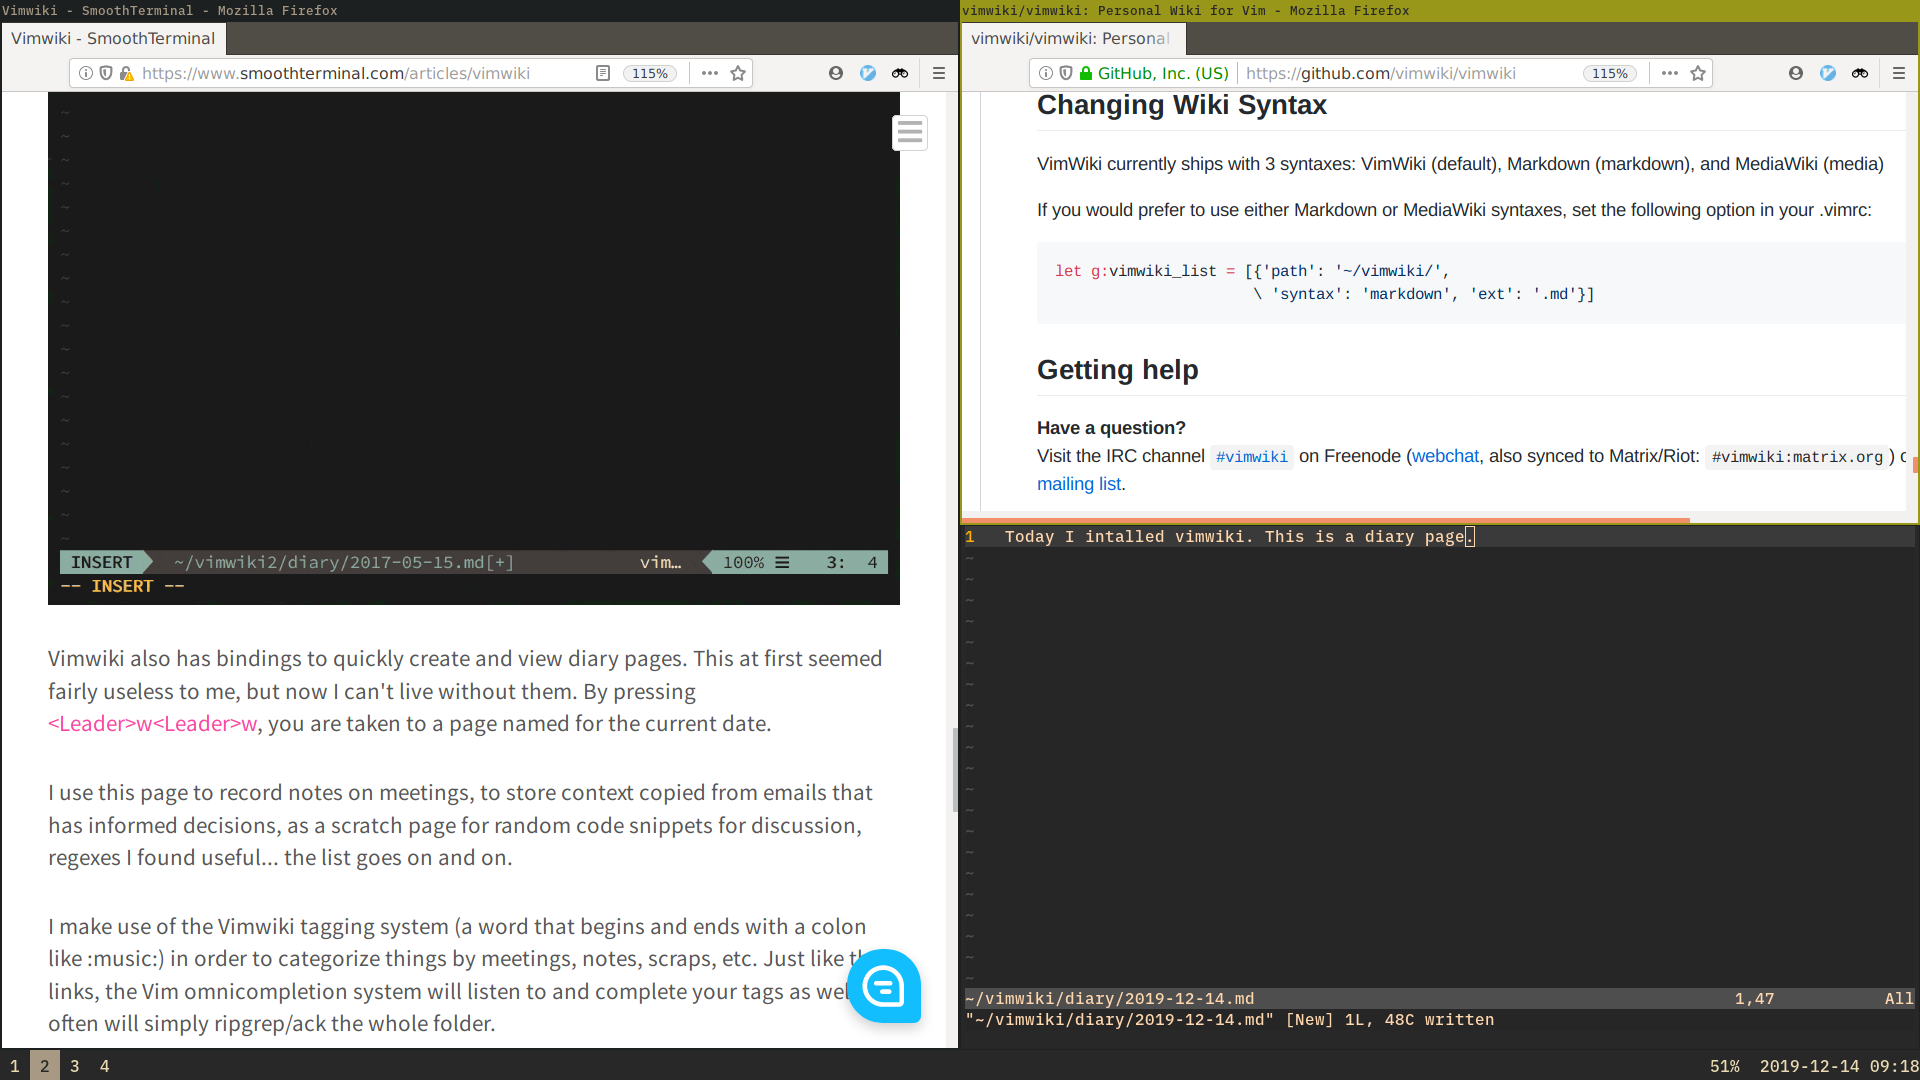 Vimwiki - SmoothTerminal - Mozilla Firefox
Vimwiki - SmoothTerminal
https://www.smoothterminal.com/articles/vimwiki
115%
INSERT ~/vimwiki2/diary/2017-05-15.md[+] vim… 100% ☰ 3: 4
-- INSERT --
Vimwiki also has bindings to quickly create and view diary pages. This at first seemed
fairly useless to me, but now I can't live without them. By pressing
<Leader>w<Leader>w, you are taken to a page named for the current date.
I use this page to record notes on meetings, to store context copied from emails that
has informed decisions, as a scratch page for random code snippets for discussion,
regexes I found useful... the list goes on and on.
I make use of the Vimwiki tagging system (a word that begins and ends with a colon
like :music:) in order to categorize things by meetings, notes, scraps, etc. Just like
links, the Vim omnicompletion system will listen to and complete your tags as
often will simply ripgrep/ack the whole folder.
vimwiki/vimwiki: Personal Wiki for Vim - Mozilla Firefox
vimwiki/vimwiki: Personal
GitHub, Inc. (US) https://github.com/vimwiki/vimwiki
115%
Changing Wiki Syntax
VimWiki currently ships with 3 syntaxes: VimWiki (default), Markdown (markdown), and MediaWiki (media)
If you would prefer to use either Markdown or MediaWiki syntaxes, set the following option in your .vimrc:
let g:vimwiki_list = [{'path': '~/vimwiki/',
\ 'syntax': 'markdown', 'ext': '.md'}]
Getting help
Have a question?
Visit the IRC channel #vimwiki on Freenode (webchat, also synced to Matrix/Riot: #vimwiki:matrix.org )
mailing list.
1 Today I intalled vimwiki. This is a diary page.
~/vimwiki/diary/2019-12-14.md 1,47 All
"~/vimwiki/diary/2019-12-14.md" [New] 1L, 48C written
1 2 3 4
51% 2019-12-14 09:18